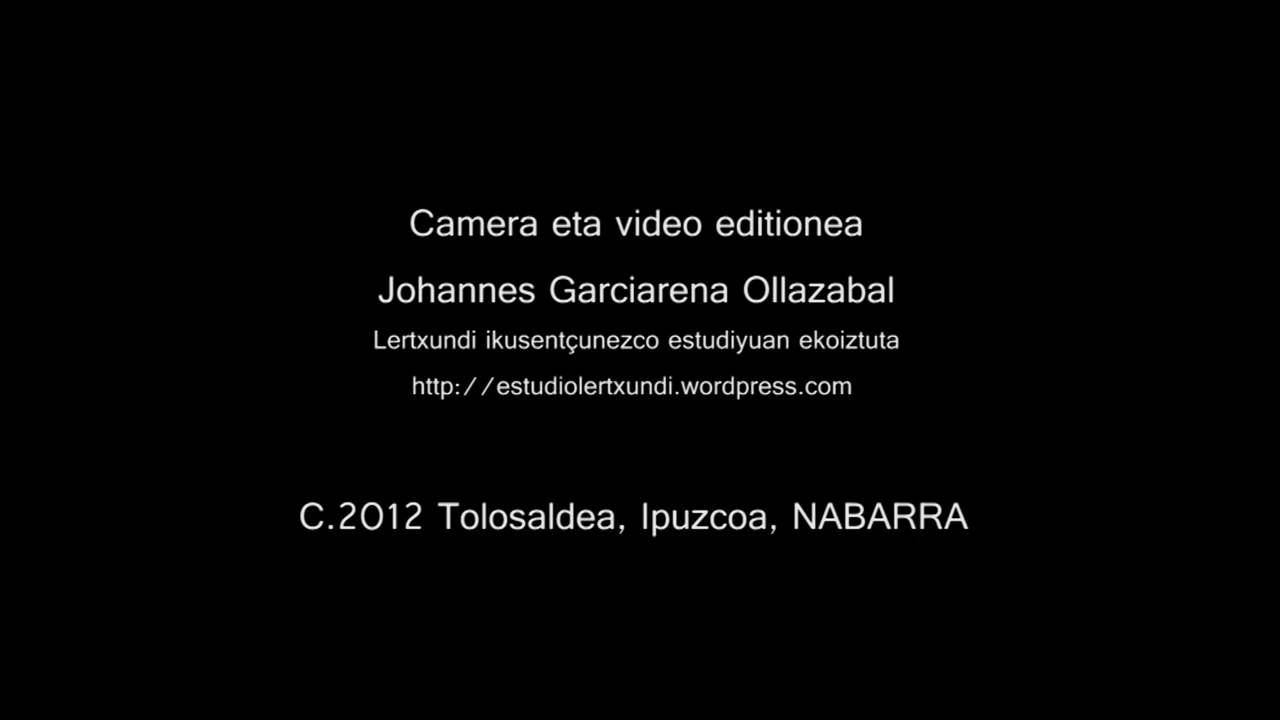 Camera eta video editionea
Johannes Garciarena Ollazabal
Lertxundi ikusentçunezco estudiyuan ekoiztuta
http://estudiolertxundi.wordpress.com
C.2012 Tolosaldea, Ipuzcoa, NABARRA